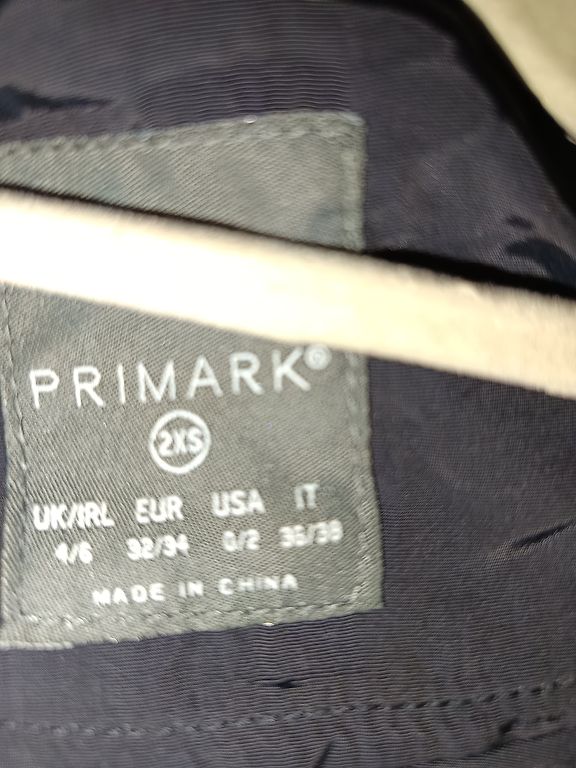 PRIMARK®
2XS
UK/IRL EUR USA IT
4/6 32/34 0/2 36/38
MADE IN CHINA